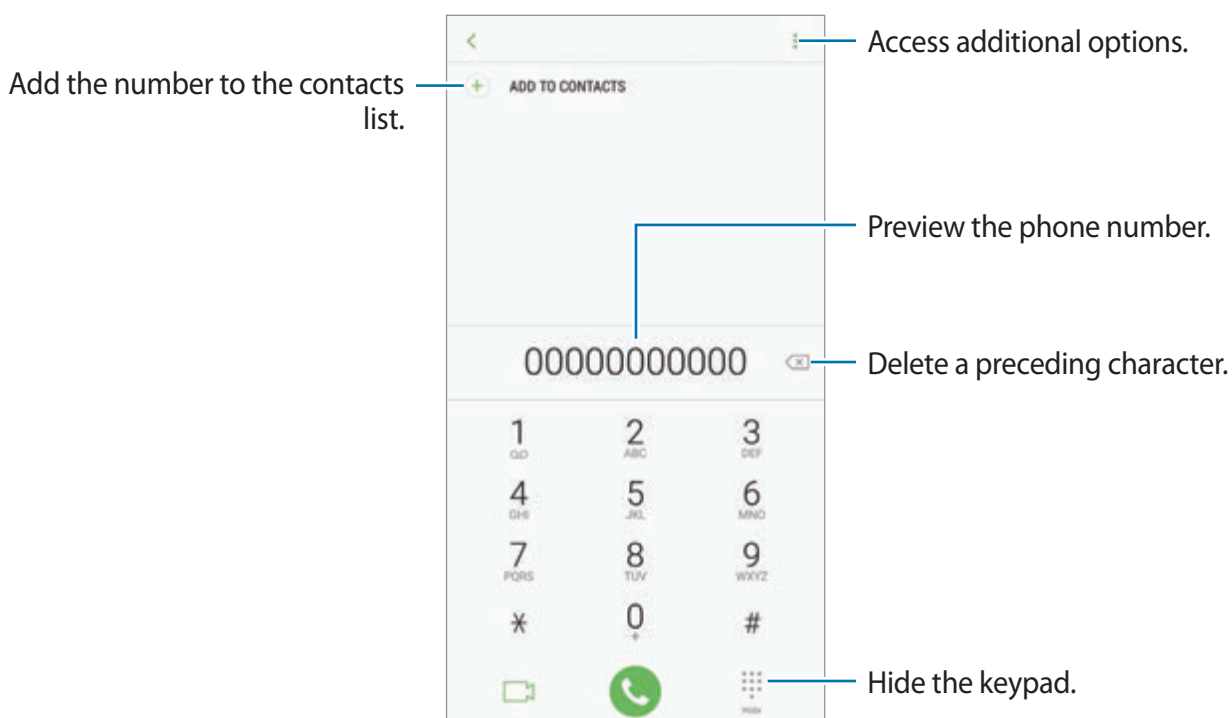 Access additional options.
Add the number to the contacts
list.
ADD TO CONTACTS
Preview the phone number.
00000000000
Delete a preceding character.
1 2 3
ABC DEF
4 5 6
GHI JKL MNO
7 8 9
PQRS TUV WXYZ
* 0 #
+
Hide the keypad.
Hide